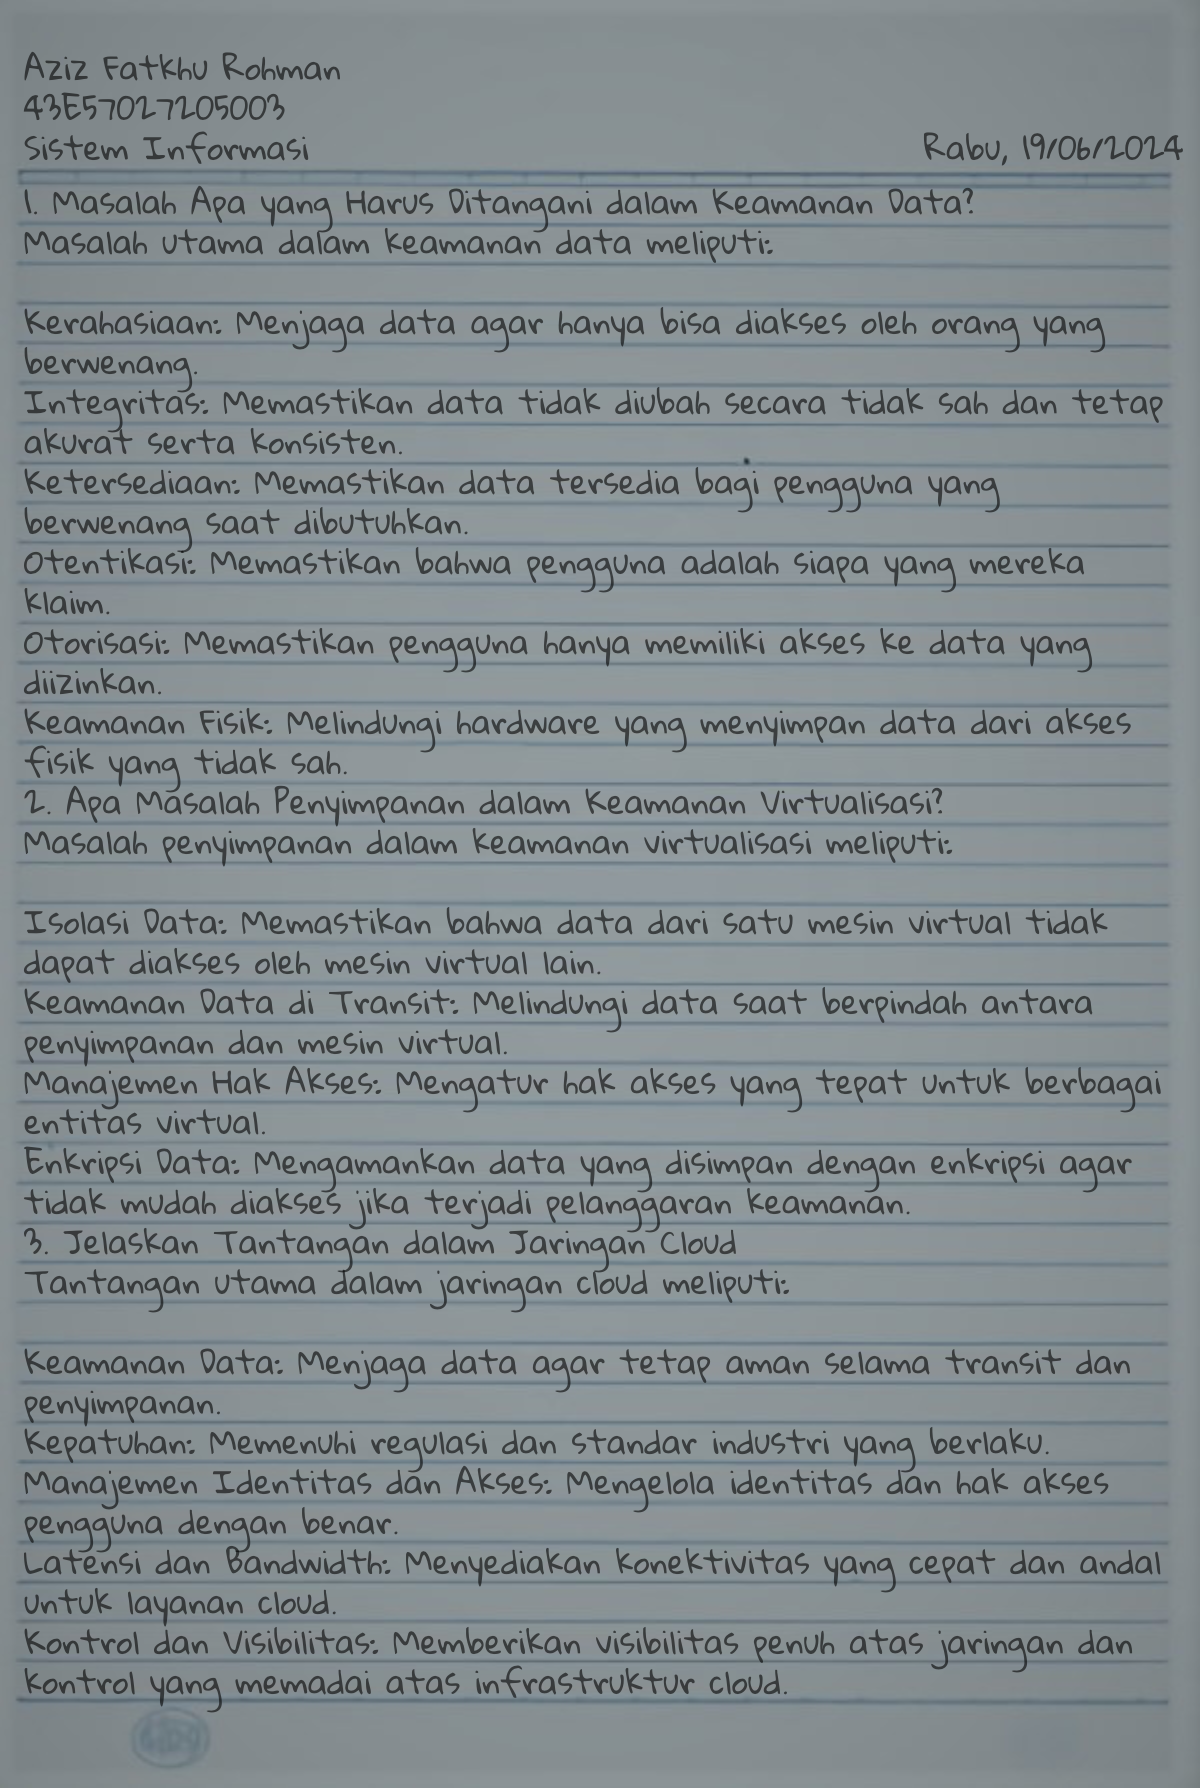 Aziz Fatkhu Rohman
43E57027205003
Sistem Informasi
Rabu, 19/06/2024
1. Masalah Apa yang Harus Ditangani dalam Keamanan Data?
Masalah utama dalam keamanan data meliputi:
Kerahasiaan: Menjaga data agar hanya bisa diakses oleh orang yang
berwenang.
Integritas: Memastikan data tidak diubah secara tidak sah dan tetap
akurat serta konsisten.
Ketersediaan: Memastikan data tersedia bagi pengguna yang
berwenang saat dibutuhkan.
Otentikasi: Memastikan bahwa pengguna adalah siapa yang mereka
klaim.
Otorisasi: Memastikan pengguna hanya memiliki akses ke data yang
diizinkan.
Keamanan Fisik: Melindungi hardware yang menyimpan data dari akses
fisik yang tidak sah.
2. Apa Masalah Penyimpanan dalam Keamanan Virtualisasi?
Masalah penyimpanan dalam keamanan virtualisasi meliputi:
Isolasi Data: Memastikan bahwa data dari satu mesin virtual tidak
dapat diakses oleh mesin virtual lain.
Keamanan Data di Transit: Melindungi data saat berpindah antara
penyimpanan dan mesin virtual.
Manajemen Hak Akses: Mengatur hak akses yang tepat untuk berbagai
entitas virtual.
Enkripsi Data: Mengamankan data yang disimpan dengan enkripsi agar
tidak mudah diakses jika terjadi pelanggaran keamanan.
3. Jelaskan Tantangan dalam Jaringan Cloud
Tantangan utama dalam jaringan cloud meliputi:
Keamanan Data: Menjaga data agar tetap aman selama transit dan
penyimpanan.
Kepatuhan: Memenuhi regulasi dan standar industri yang berlaku.
Manajemen Identitas dan Akses: Mengelola identitas dan hak akses
pengguna dengan benar.
Latensi dan Bandwidth: Menyediakan konektivitas yang cepat dan andal
untuk layanan cloud.
Kontrol dan Visibilitas: Memberikan visibilitas penuh atas jaringan dan
kontrol yang memadai atas infrastruktur cloud.